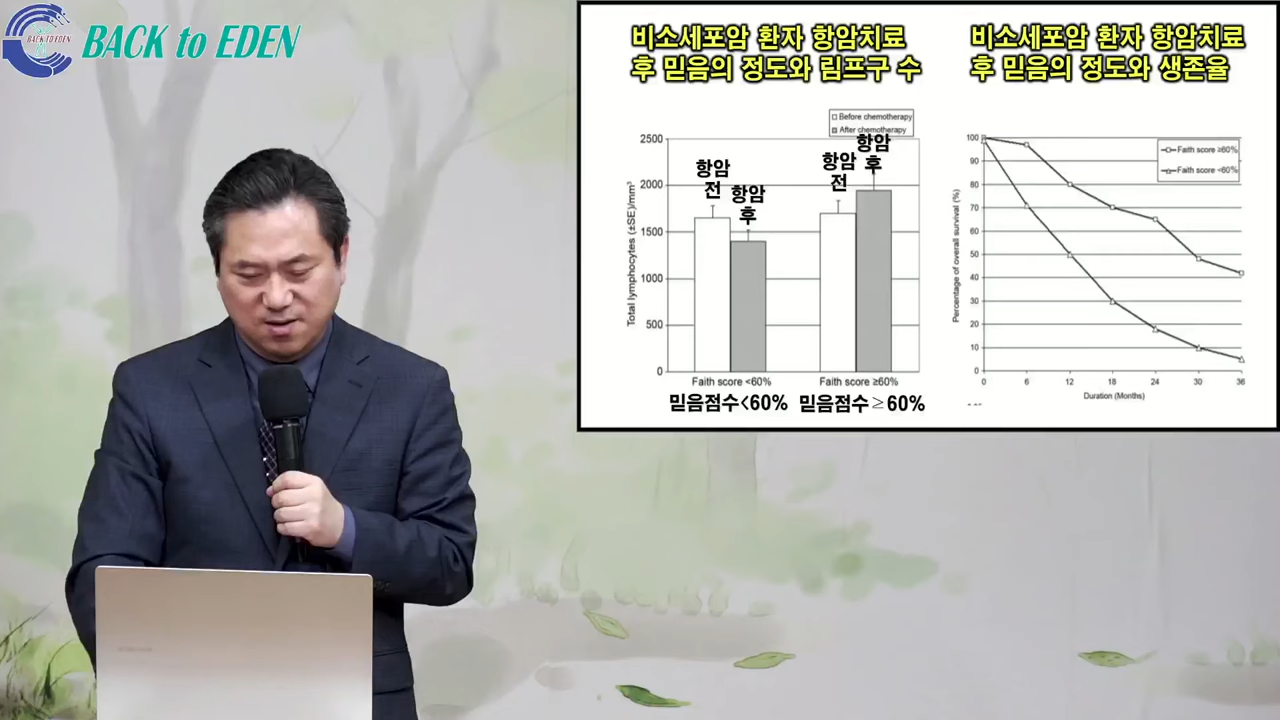 BACK TO EDEN
BACK to EDEN
비소세포암 환자 항암치료
후 믿음의 정도와 림프구 수
Before chemotherapy
After chemotherapy
2500
2000
1500
1000
500
0
Total lymphocytes (±SE)/mm³
항암
전
항암
후
항암
전
항암
후
Faith score <60%
Faith score ≥60%
믿음점수<60%
믿음점수≥60%
비소세포암 환자 항암치료
후 믿음의 정도와 생존율
Faith score ≥60%
Faith score <60%
100
90
80
70
60
50
40
30
20
10
0
Percentage of overall survival (%)
0 6 12 18 24 30 36
Duration (Months)